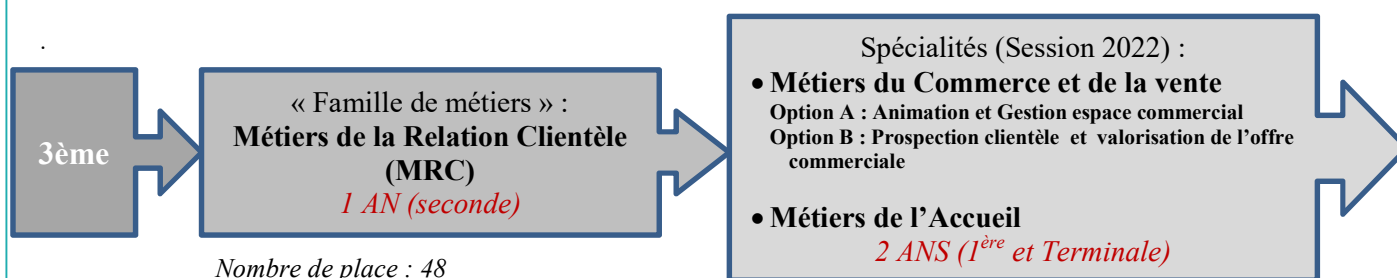 .
3ème
« Famille de métiers » :
Métiers de la Relation Clientèle
(MRC)
1 AN (seconde)
Nombre de place : 48
Spécialités (Session 2022) :
• Métiers du Commerce et de la vente
Option A : Animation et Gestion espace commercial
Option B : Prospection clientèle et valorisation de l’offre
commerciale
• Métiers de l’Accueil
2 ANS (1ère et Terminale)